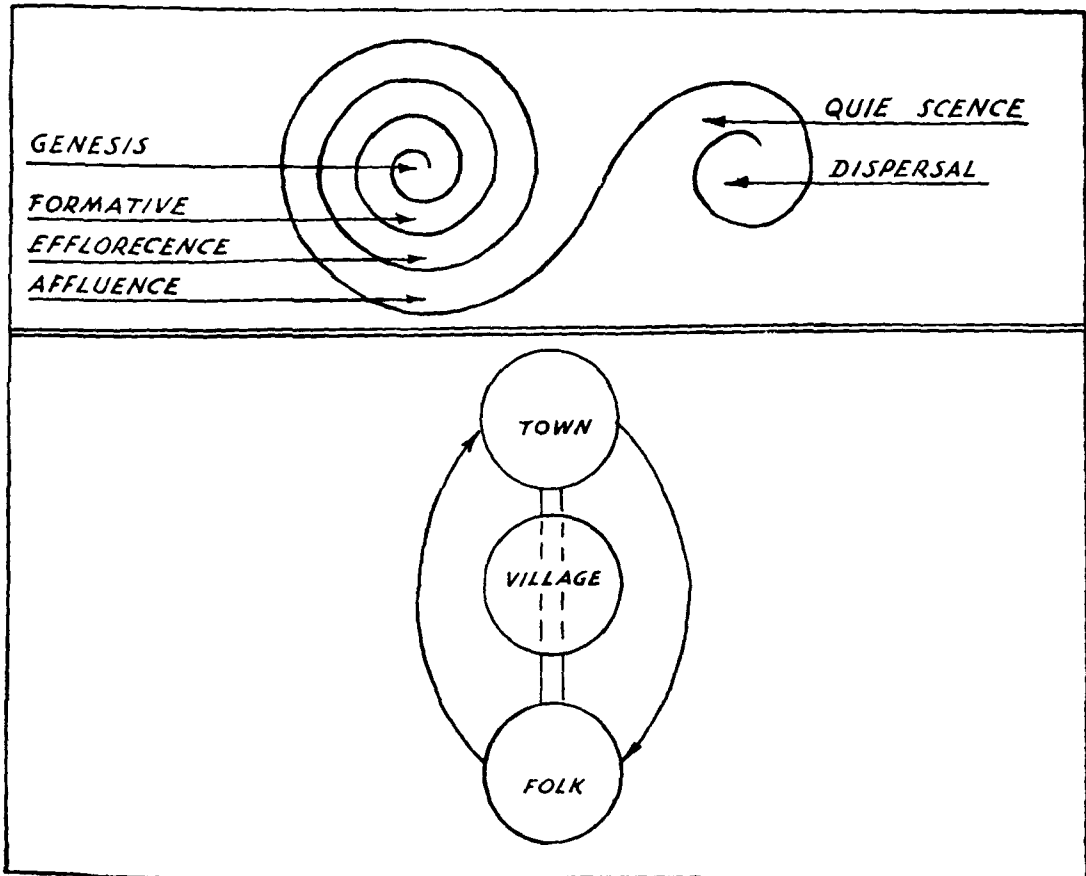 GENESIS
FORMATIVE
EFFLORECENCE
AFFLUENCE
QUIE SCENCE
DISPERSAL
TOWN
VILLAGE
FOLK